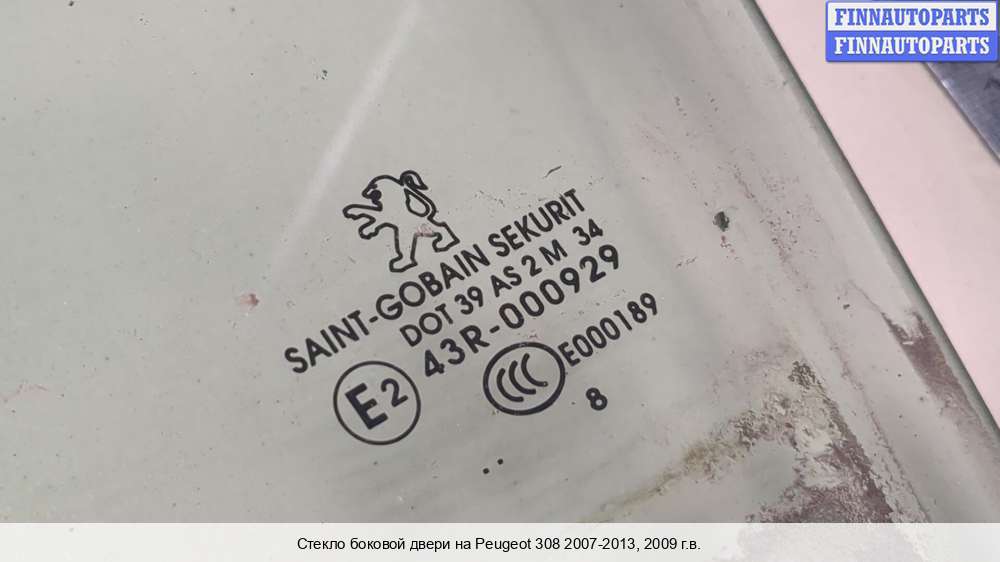 FINNAUTOPARTS
FINNAUTOPARTS
SAINT-GOBAIN SEKURIT
DOT 39 AS 2 M 34
43R-000929
E2
CCC E000189
8
..
Стекло боковой двери на Peugeot 308 2007-2013, 2009 г.в.